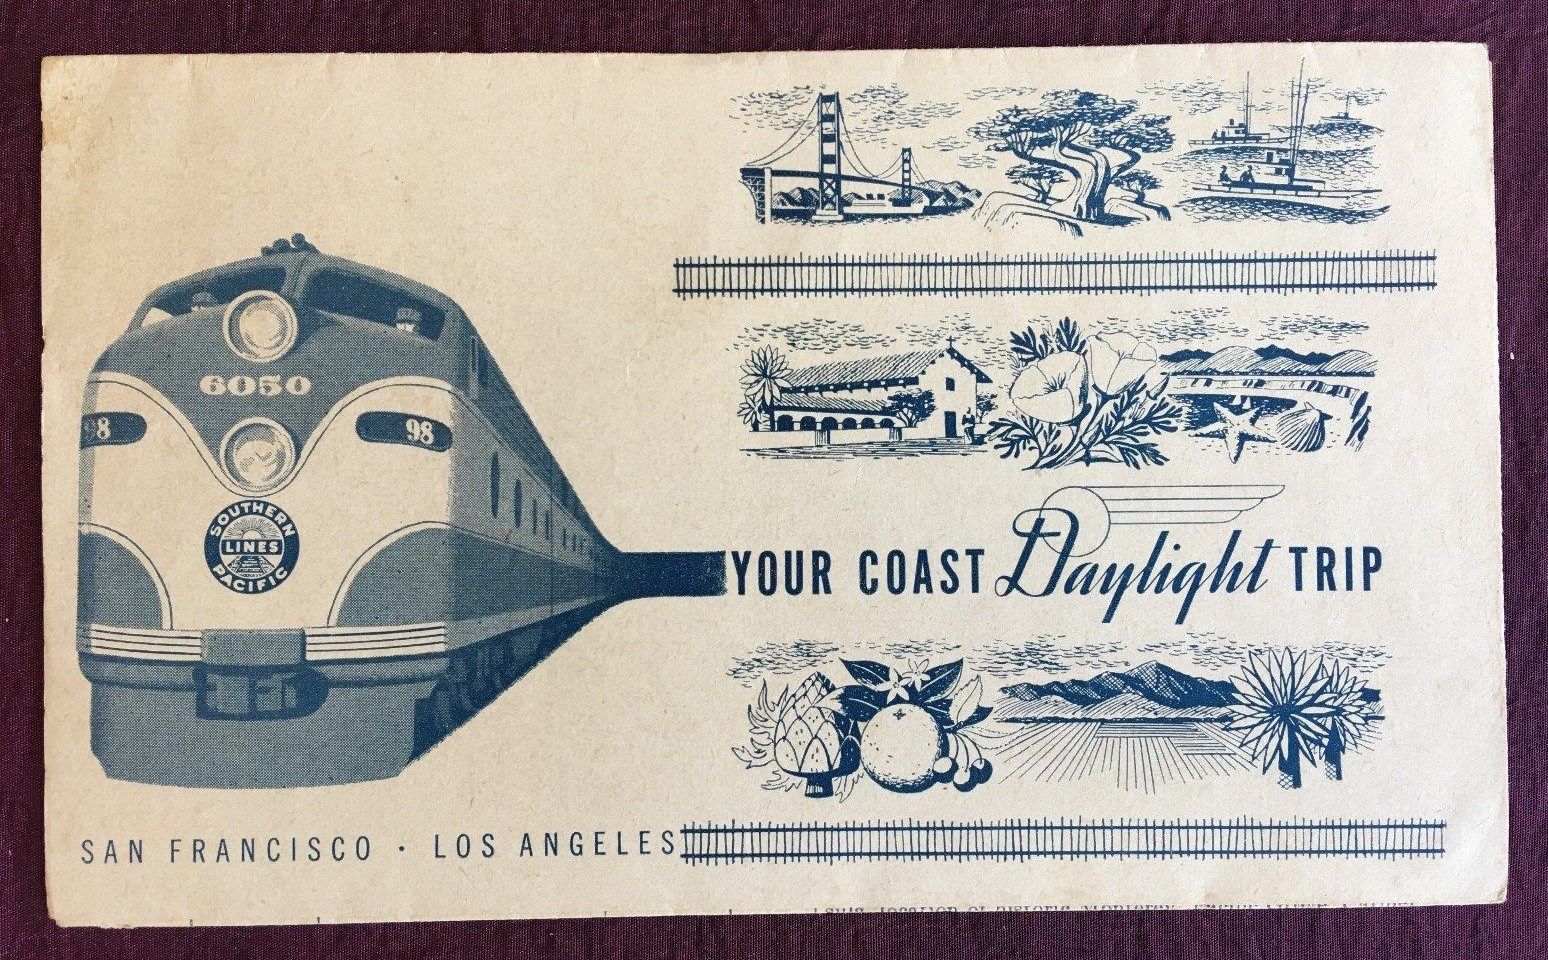 6050
98
98
SOUTHERN
LINES
PACIFIC
YOUR COAST Daylight TRIP
SAN FRANCISCO · LOS ANGELES